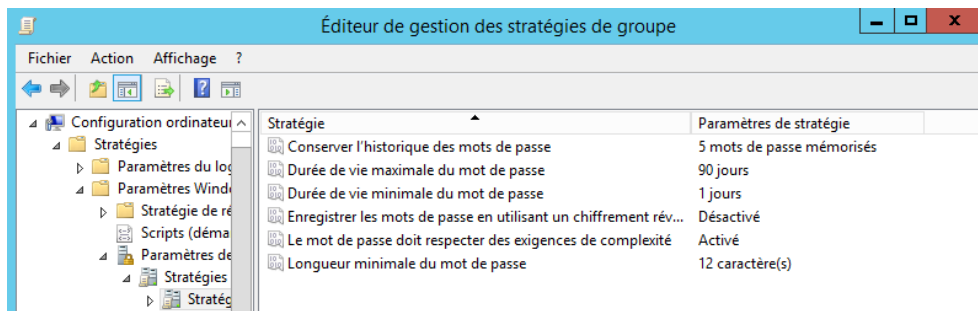 Éditeur de gestion des stratégies de groupe
Fichier Action Affichage ?
Configuration ordinateu
Stratégies
Paramètres du log
Paramètres Wind
Stratégie de ré
Scripts (déma
Paramètres de
Stratégies
Stratég
Stratégie Paramètres de stratégie
Conserver l'historique des mots de passe 5 mots de passe mémorisés
Durée de vie maximale du mot de passe 90 jours
Durée de vie minimale du mot de passe 1 jours
Enregistrer les mots de passe en utilisant un chiffrement rév... Désactivé
Le mot de passe doit respecter des exigences de complexité Activé
Longueur minimale du mot de passe 12 caractère(s)